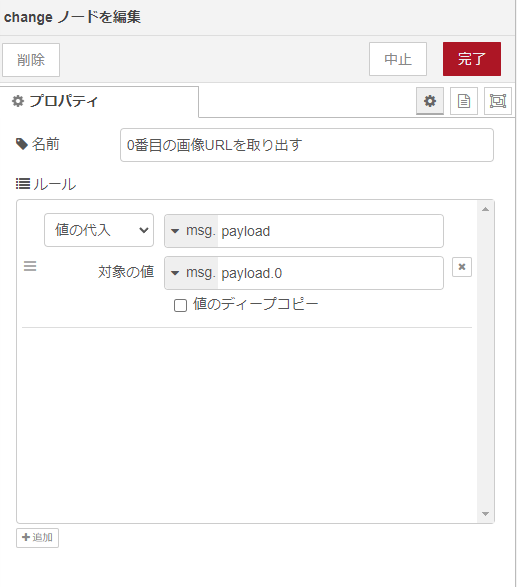 change ノードを編集
削除
中止
完了
プロパティ
名前
0番目の画像URLを取り出す
ルール
値の代入
msg. payload
対象の値
msg. payload.0
値のディープコピー
追加